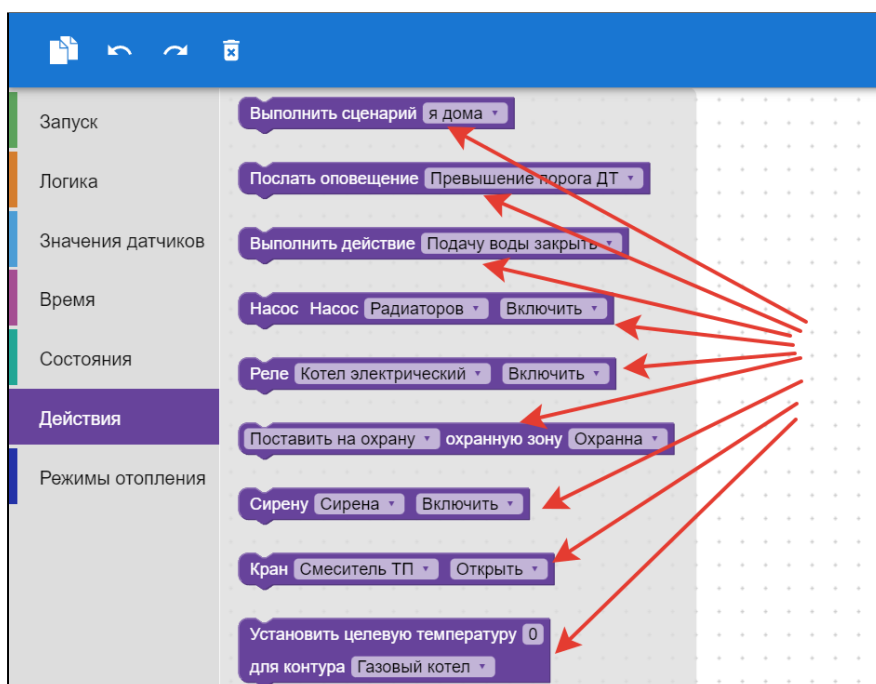 Запуск
Логика
Значения датчиков
Время
Состояния
Действия
Режимы отопления
Выполнить сценарий я дома
Послать оповещение Превышение порога ДТ
Выполнить действие Подачу воды закрыть
Насос Насос Радиаторов Включить
Реле Котел электрический Включить
Поставить на охрану охранную зону Охранна
Сирену Сирена Включить
Кран Смеситель ТП Открыть
Установить целевую температуру 0
для контура Газовый котел